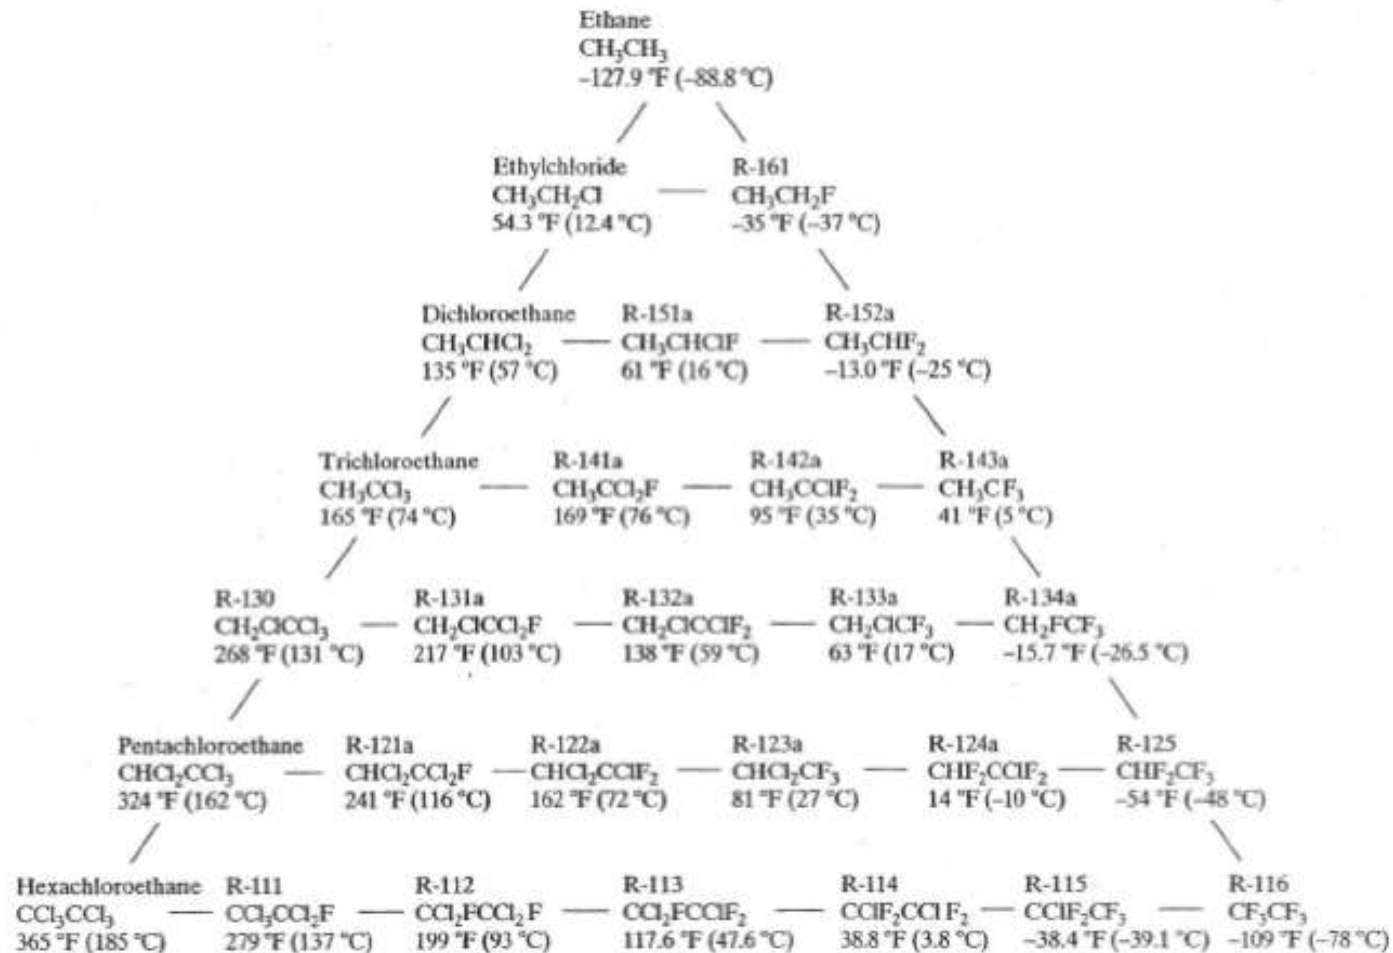 Ethane
CH₃CH₃
–127.9 °F (–88.8 °C)
Ethylchloride R-161
CH₃CH₂Cl CH₃CH₂F
54.3 °F (12.4 °C) –35 °F (–37 °C)
Dichloroethane R-151a R-152a
CH₃CHCl₂ CH₃CHClF CH₃CHF₂
135 °F (57 °C) 61 °F (16 °C) –13.0 °F (–25 °C)
Trichloroethane R-141a R-142a R-143a
CH₃CCl₃ CH₃CCl₂F CH₃CClF₂ CH₃CF₃
165 °F (74 °C) 169 °F (76 °C) 95 °F (35 °C) 41 °F (5 °C)
R-130 R-131a R-132a R-133a R-134a
CH₂ClCCl₃ CH₂ClCCl₂F CH₂ClCClF₂ CH₂ClCF₃ CH₂FCF₃
268 °F (131 °C) 217 °F (103 °C) 138 °F (59 °C) 63 °F (17 °C) –15.7 °F (–26.5 °C)
Pentachloroethane R-121a R-122a R-123a R-124a R-125
CHCl₂CCl₃ CHCl₂CCl₂F CHCl₂CClF₂ CHCl₂CF₃ CHF₂CClF₂ CHF₂CF₃
324 °F (162 °C) 241 °F (116 °C) 162 °F (72 °C) 81 °F (27 °C) 14 °F (–10 °C) –54 °F (–48 °C)
Hexachloroethane R-111 R-112 R-113 R-114 R-115 R-116
CCl₃CCl₃ CCl₃CCl₂F CCl₂FCCl₂F CCl₂FCClF₂ CClF₂CClF₂ CClF₂CF₃ CF₃CF₃
365 °F (185 °C) 279 °F (137 °C) 199 °F (93 °C) 117.6 °F (47.6 °C) 38.8 °F (3.8 °C) –38.4 °F (–39.1 °C) –109 °F (–78 °C)